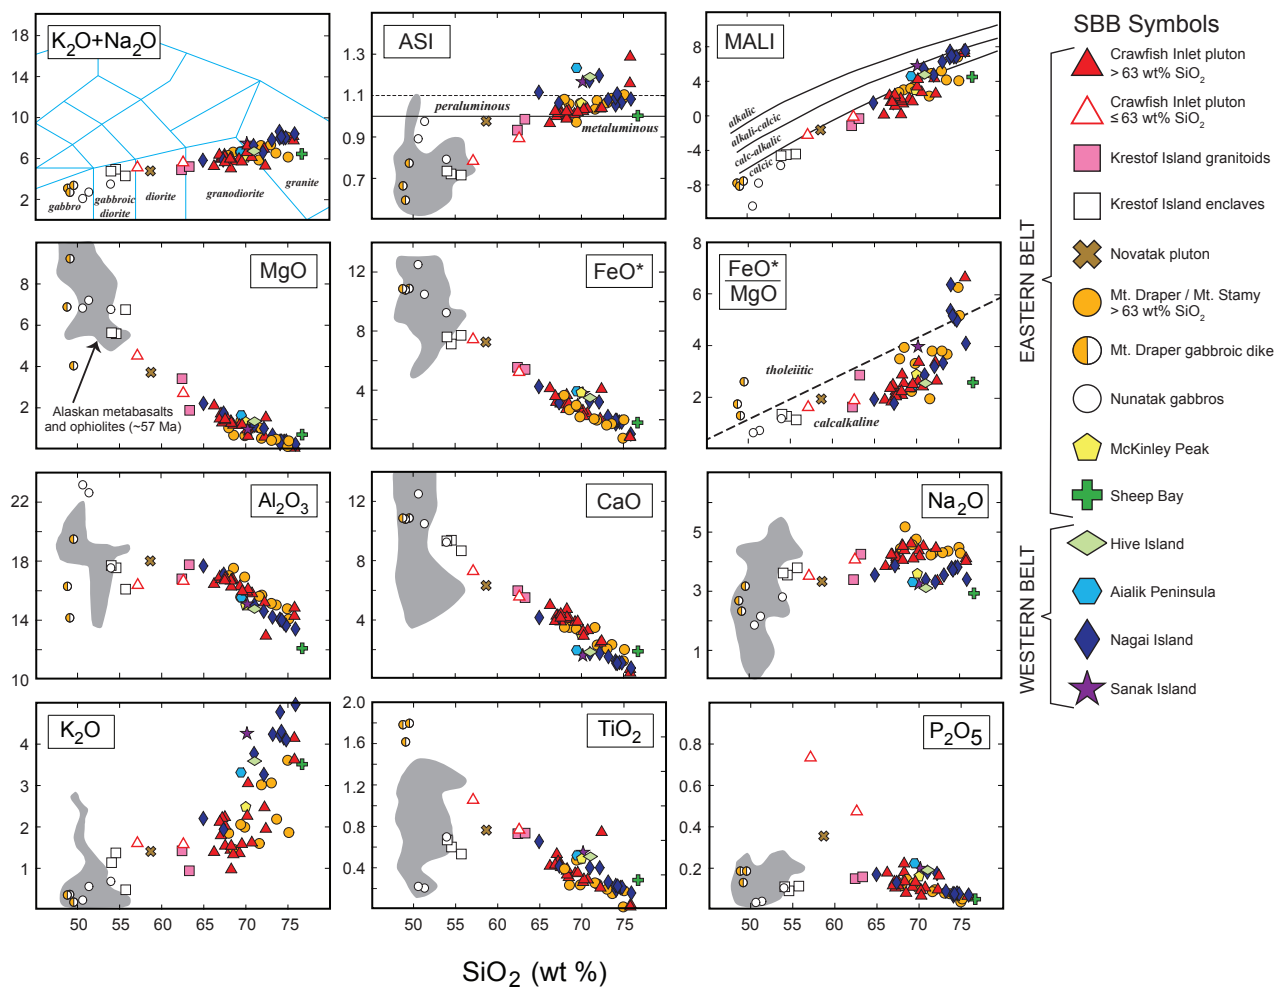 K₂O+Na₂O
18
14
10
6
2
gabbro
gabbroic
diorite
diorite
granodiorite
granite
ASI
1.3
1.1
0.9
0.7
peraluminous
metaluminous
MALI
8
4
0
-4
-8
alkalic
alkali-calcic
calc-alkalic
calcic
MgO
8
6
4
2
Alaskan metabasalts
and ophiolites (~57 Ma)
FeO*
12
10
8
6
4
2
FeO*
MgO
8
6
4
2
tholeiitic
calcalkaline
Al₂O₃
22
18
14
10
CaO
12
8
4
Na₂O
5
3
1
K₂O
4
3
2
1
50 55 60 65 70 75
TiO₂
2.0
1.6
1.2
0.8
0.4
50 55 60 65 70 75
P₂O₅
0.8
0.6
0.4
0.2
50 55 60 65 70 75
SiO₂ (wt %)
SBB Symbols
EASTERN BELT
Crawfish Inlet pluton
> 63 wt% SiO₂
Crawfish Inlet pluton
≤ 63 wt% SiO₂
Krestof Island granitoids
Krestof Island enclaves
Novatak pluton
Mt. Draper / Mt. Stamy
> 63 wt% SiO₂
Mt. Draper gabbroic dike
Nunatak gabbros
McKinley Peak
Sheep Bay
WESTERN BELT
Hive Island
Aialik Peninsula
Nagai Island
Sanak Island